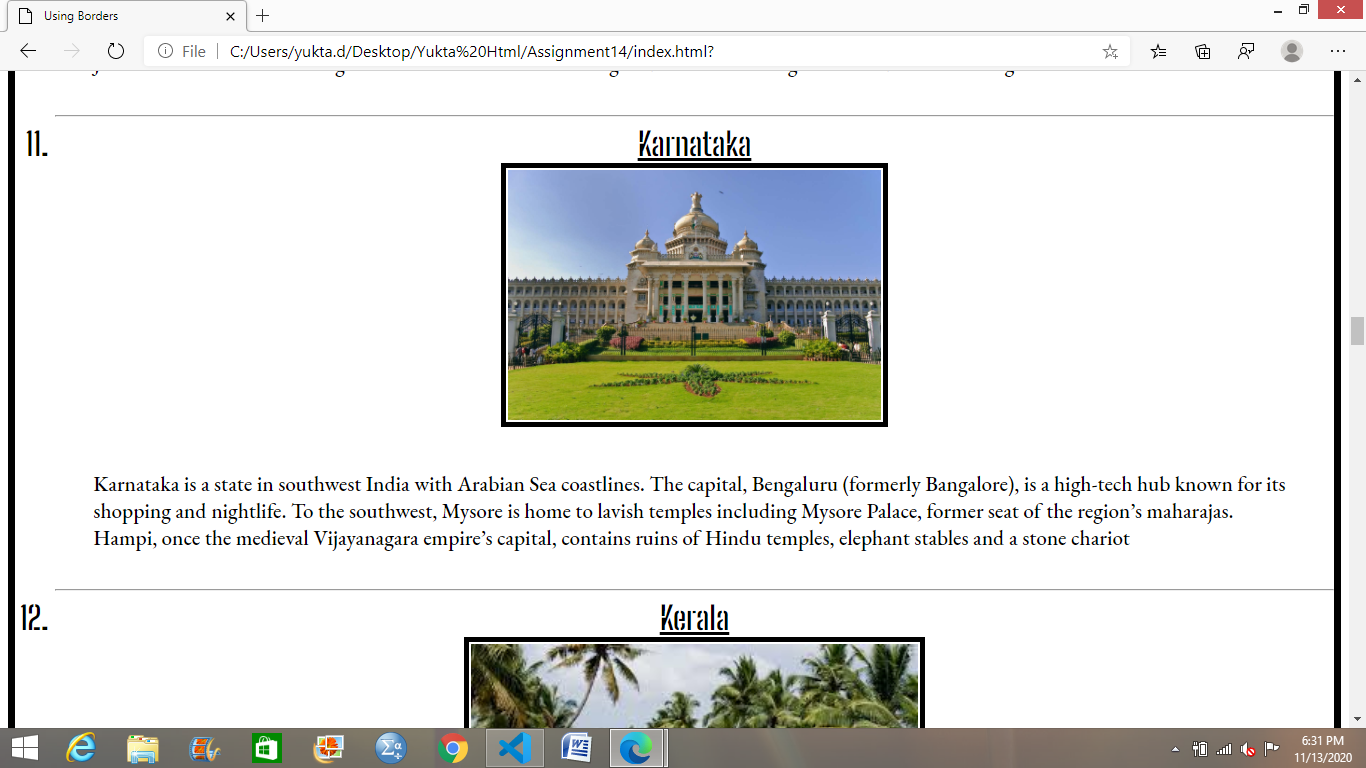 Using Borders
File
C:/Users/yukta.d/Desktop/Yukta%20Html/Assignment14/index.html?
11. Karnataka
Karnataka is a state in southwest India with Arabian Sea coastlines. The capital, Bengaluru (formerly Bangalore), is a high-tech hub known for its
shopping and nightlife. To the southwest, Mysore is home to lavish temples including Mysore Palace, former seat of the region’s maharajas.
Hampi, once the medieval Vijayanagara empire’s capital, contains ruins of Hindu temples, elephant stables and a stone chariot
12. Kerala
6:31 PM
11/13/2020